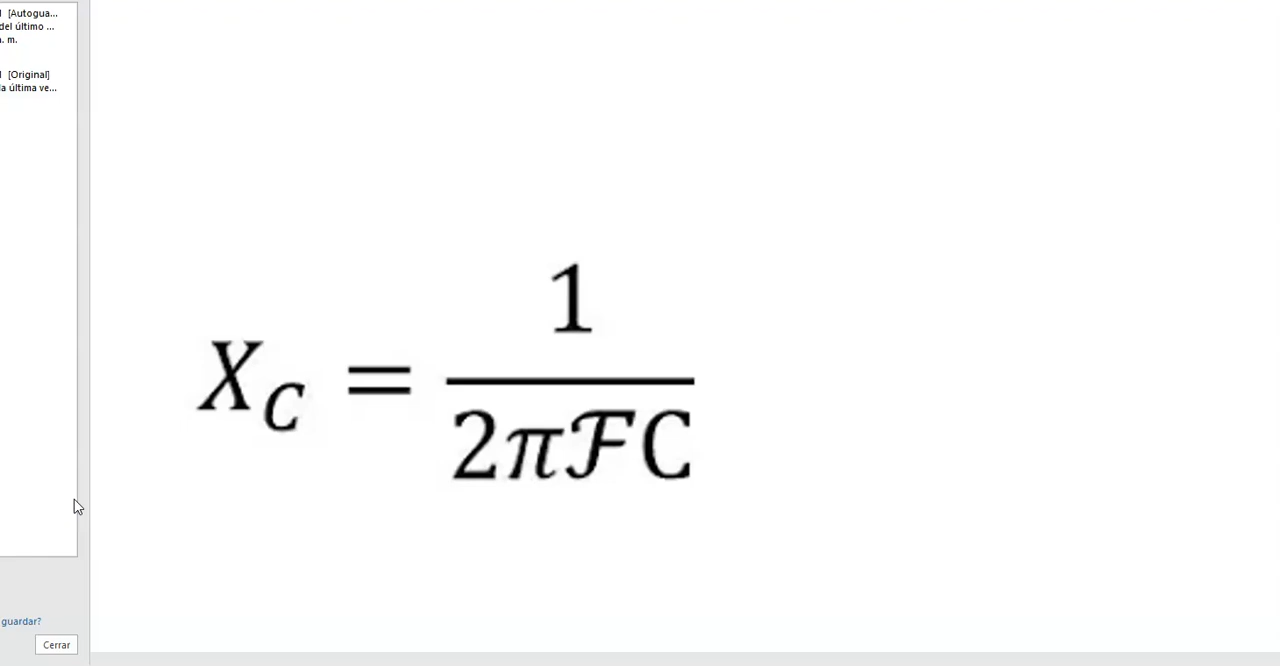 [Autogua...
del último ...
. m.
[Original]
a última ve...
X_C = 1 / 2πℱC
guardar?
Cerrar